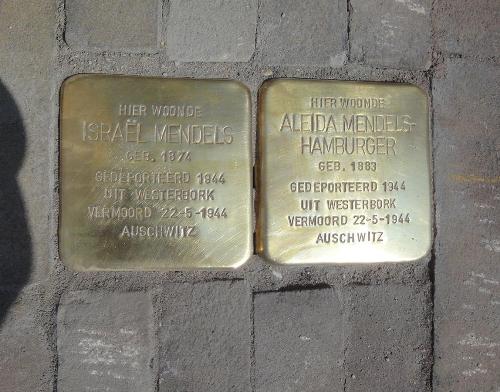 HIER WOONDE
ISRAËL MENDELS
GEB. 1874
GEDEPORTEERD 1944
UIT WESTERBORK
VERMOORD 22-5-1944
AUSCHWITZ
HIER WOONDE
ALEIDA MENDELS-
HAMBURGER
GEB. 1883
GEDEPORTEERD 1944
UIT WESTERBORK
VERMOORD 22-5-1944
AUSCHWITZ